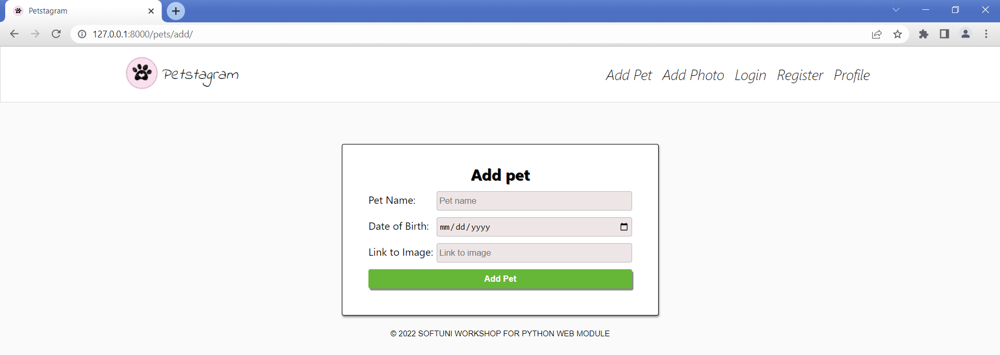 Petstagram
127.0.0.1:8000/pets/add/
Petstagram
Add Pet Add Photo Login Register Profile
Add pet
Pet Name: Pet name
Date of Birth: mm/dd/yyyy
Link to Image: Link to image
Add Pet
© 2022 SOFTUNI WORKSHOP FOR PYTHON WEB MODULE